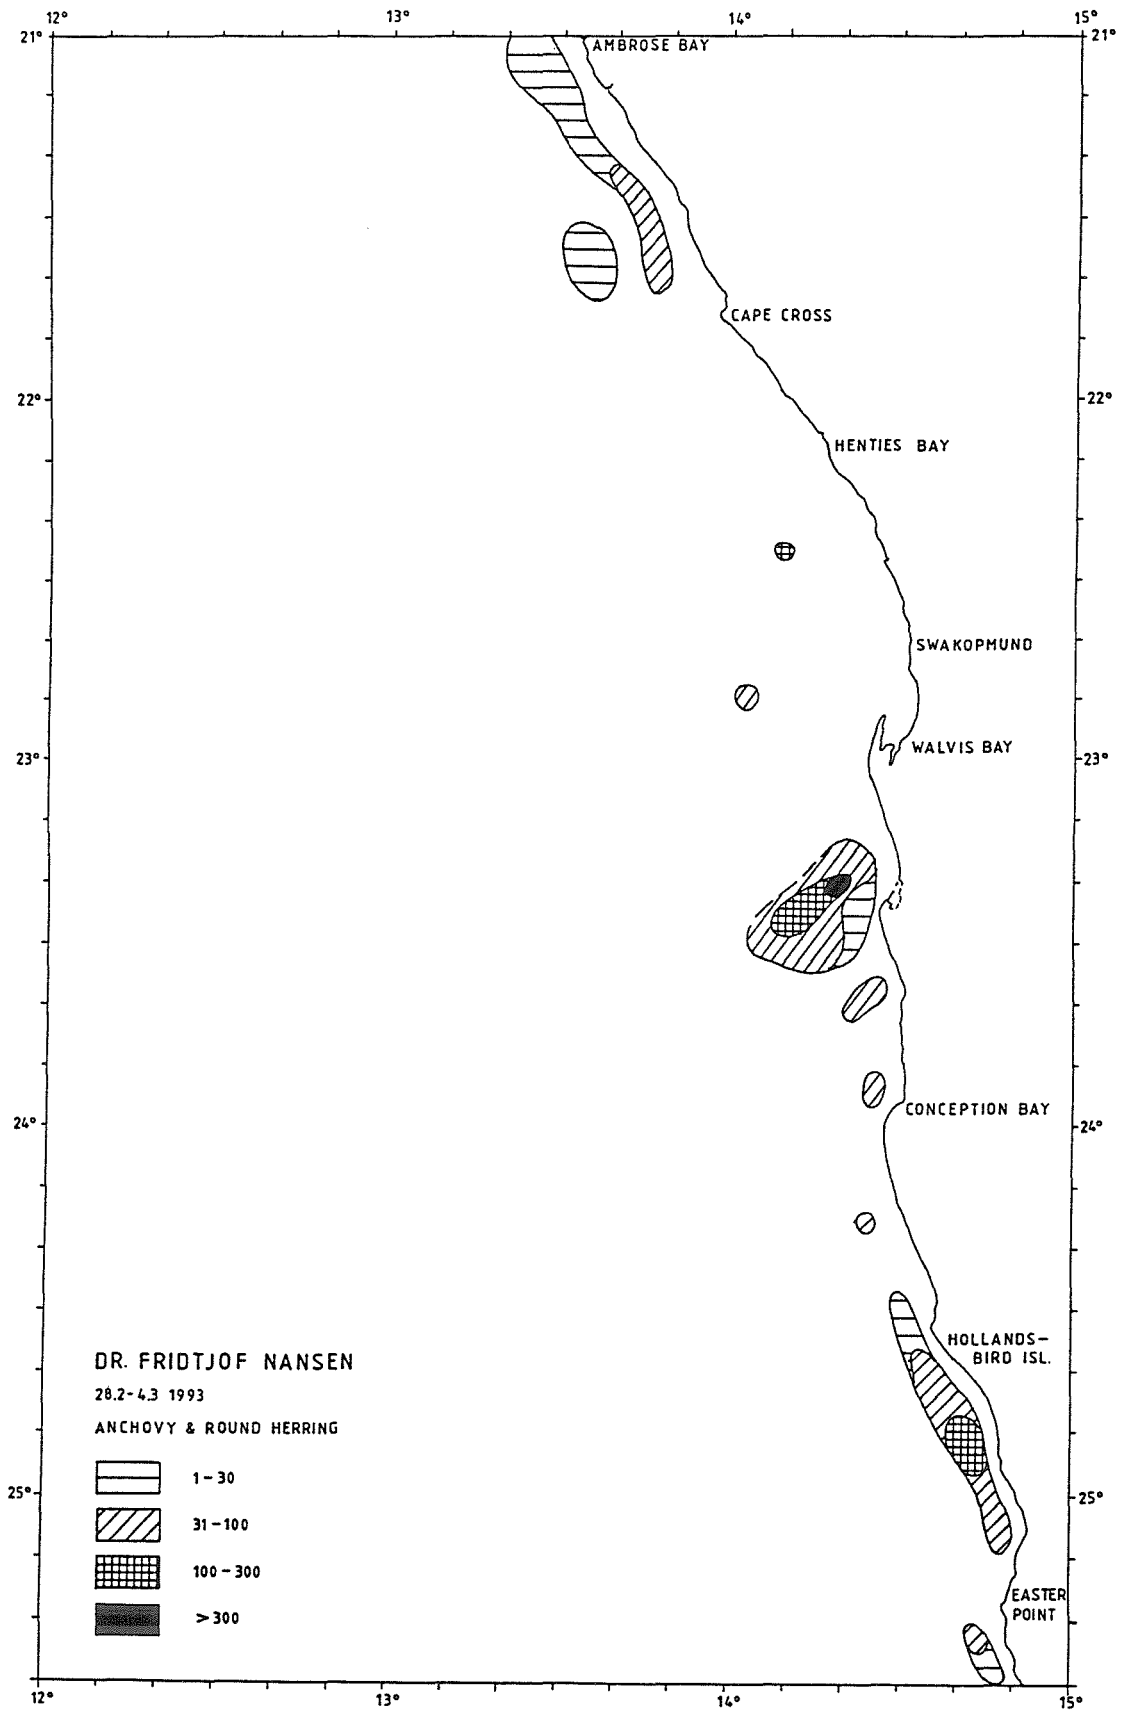 12° 13° 14° 15°
21° 21°
AMBROSE BAY
CAPE CROSS
22° 22°
HENTIES BAY
SWAKOPMUND
WALVIS BAY
23° 23°
24° 24°
CONCEPTION BAY
HOLLANDS-
BIRD ISL.
DR. FRIDTJOF NANSEN
28.2-4.3 1993
ANCHOVY & ROUND HERRING
1-30
25° 25°
31-100
100-300
>300
EASTER
POINT
12° 13° 14° 15°